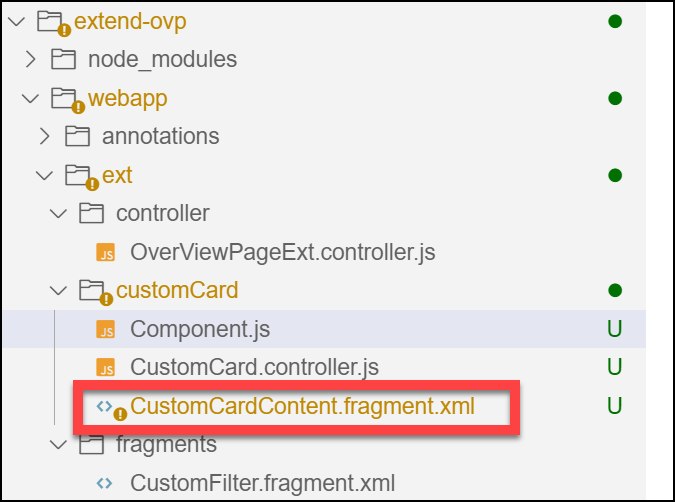 extend-ovp
node_modules
webapp
annotations
ext
controller
JS OverViewPageExt.controller.js
customCard
JS Component.js U
JS CustomCard.controller.js U
<> ! CustomCardContent.fragment.xml U
fragments
<> CustomFilter.fragment.xml